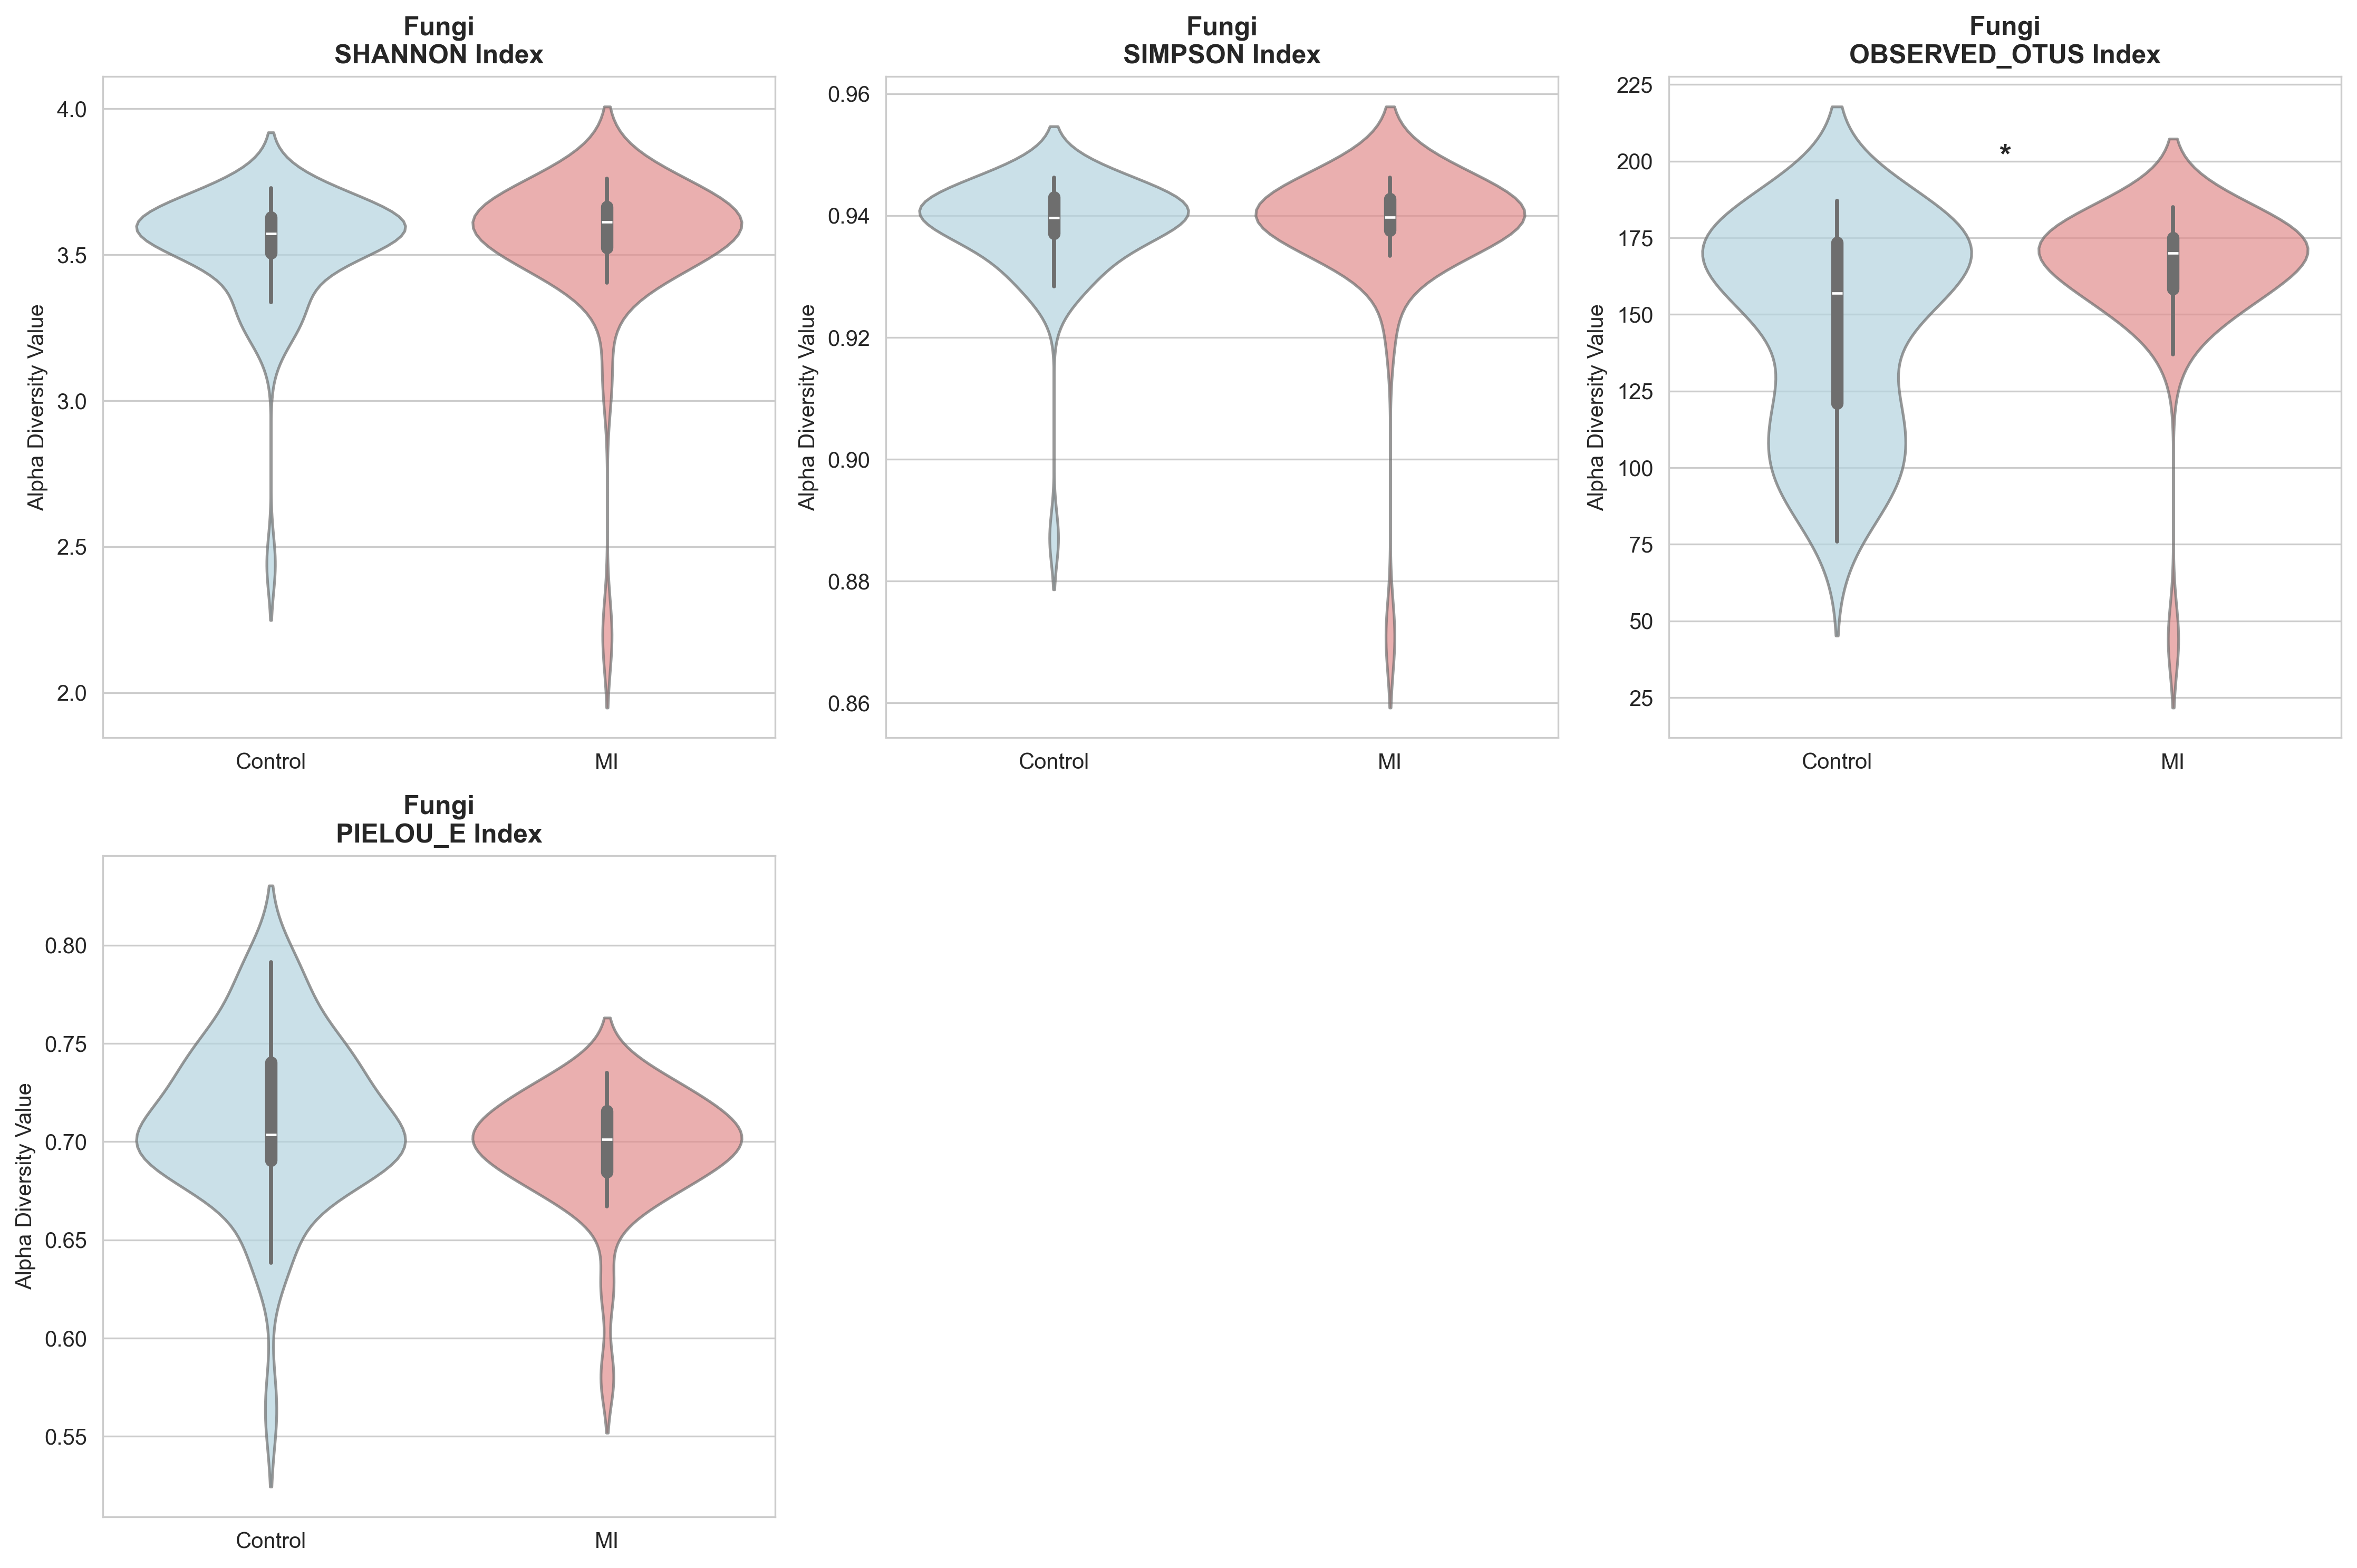 Fungi
SHANNON Index
Alpha Diversity Value
4.0
3.5
3.0
2.5
2.0
Control
MI
Fungi
SIMPSON Index
Alpha Diversity Value
0.96
0.94
0.92
0.90
0.88
0.86
Control
MI
Fungi
OBSERVED_OTUS Index
Alpha Diversity Value
225
200
175
150
125
100
75
50
25
*
Control
MI
Fungi
PIELOU_E Index
Alpha Diversity Value
0.80
0.75
0.70
0.65
0.60
0.55
Control
MI